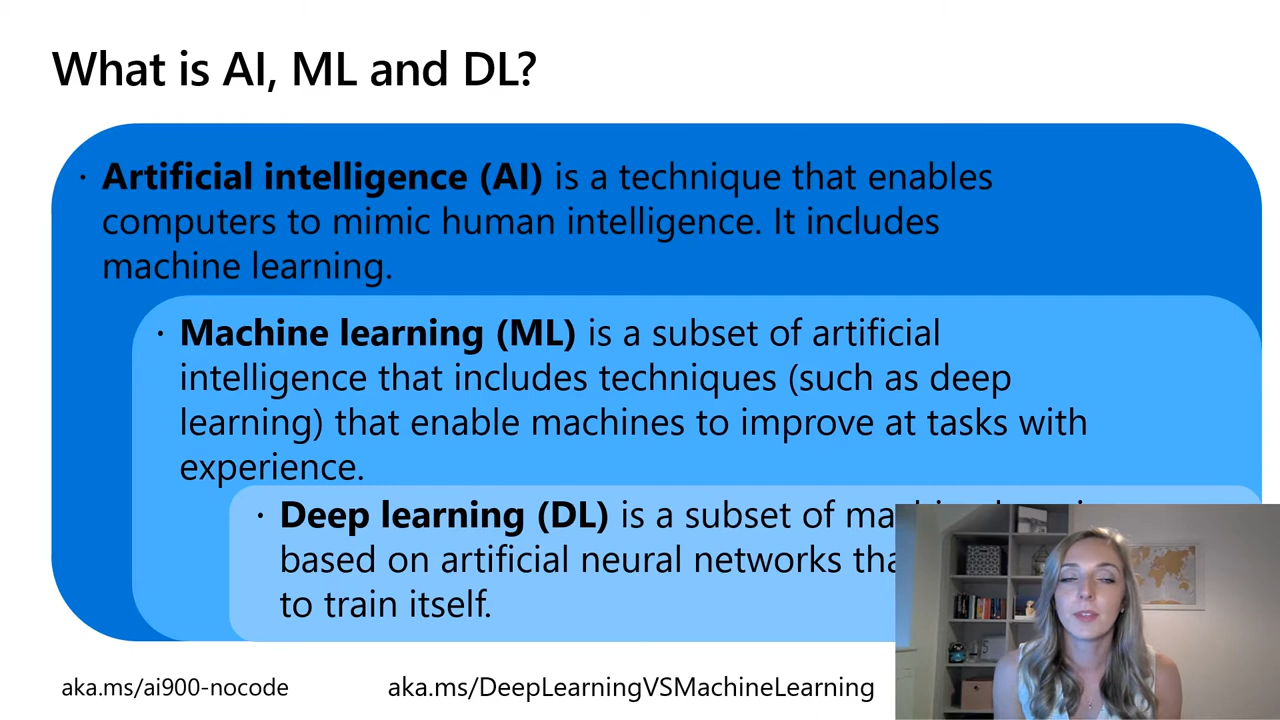 What is AI, ML and DL?
· Artificial intelligence (AI) is a technique that enables
computers to mimic human intelligence. It includes
machine learning.
· Machine learning (ML) is a subset of artificial
intelligence that includes techniques (such as deep
learning) that enable machines to improve at tasks with
experience.
· Deep learning (DL) is a subset of
based on artificial neural networks
to train itself.
aka.ms/ai900-nocode
aka.ms/DeepLearningVSMachineLearning